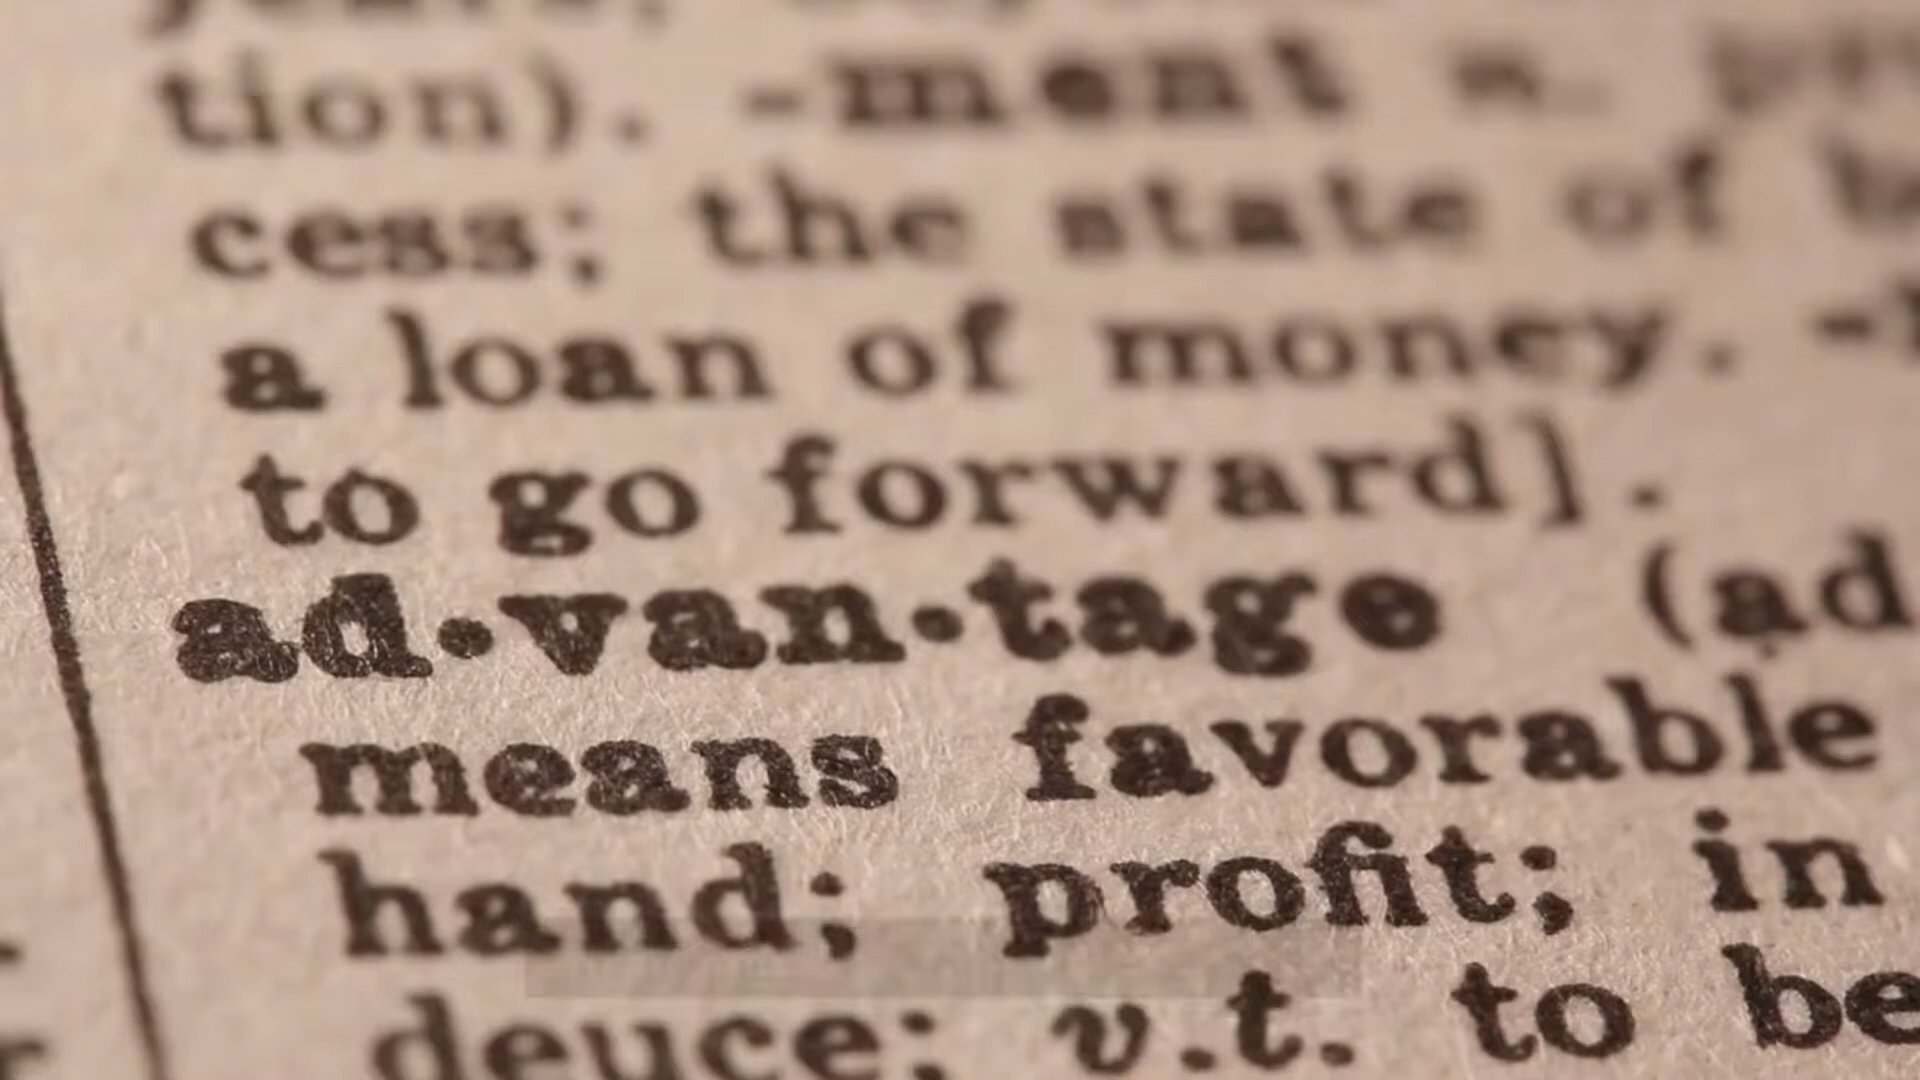 tion). -ment n.
cess; the state of
a loan of money.
to go forward].
ad•van•tage (ad
means favorable
hand; profit; in
deuce; v.t. to be